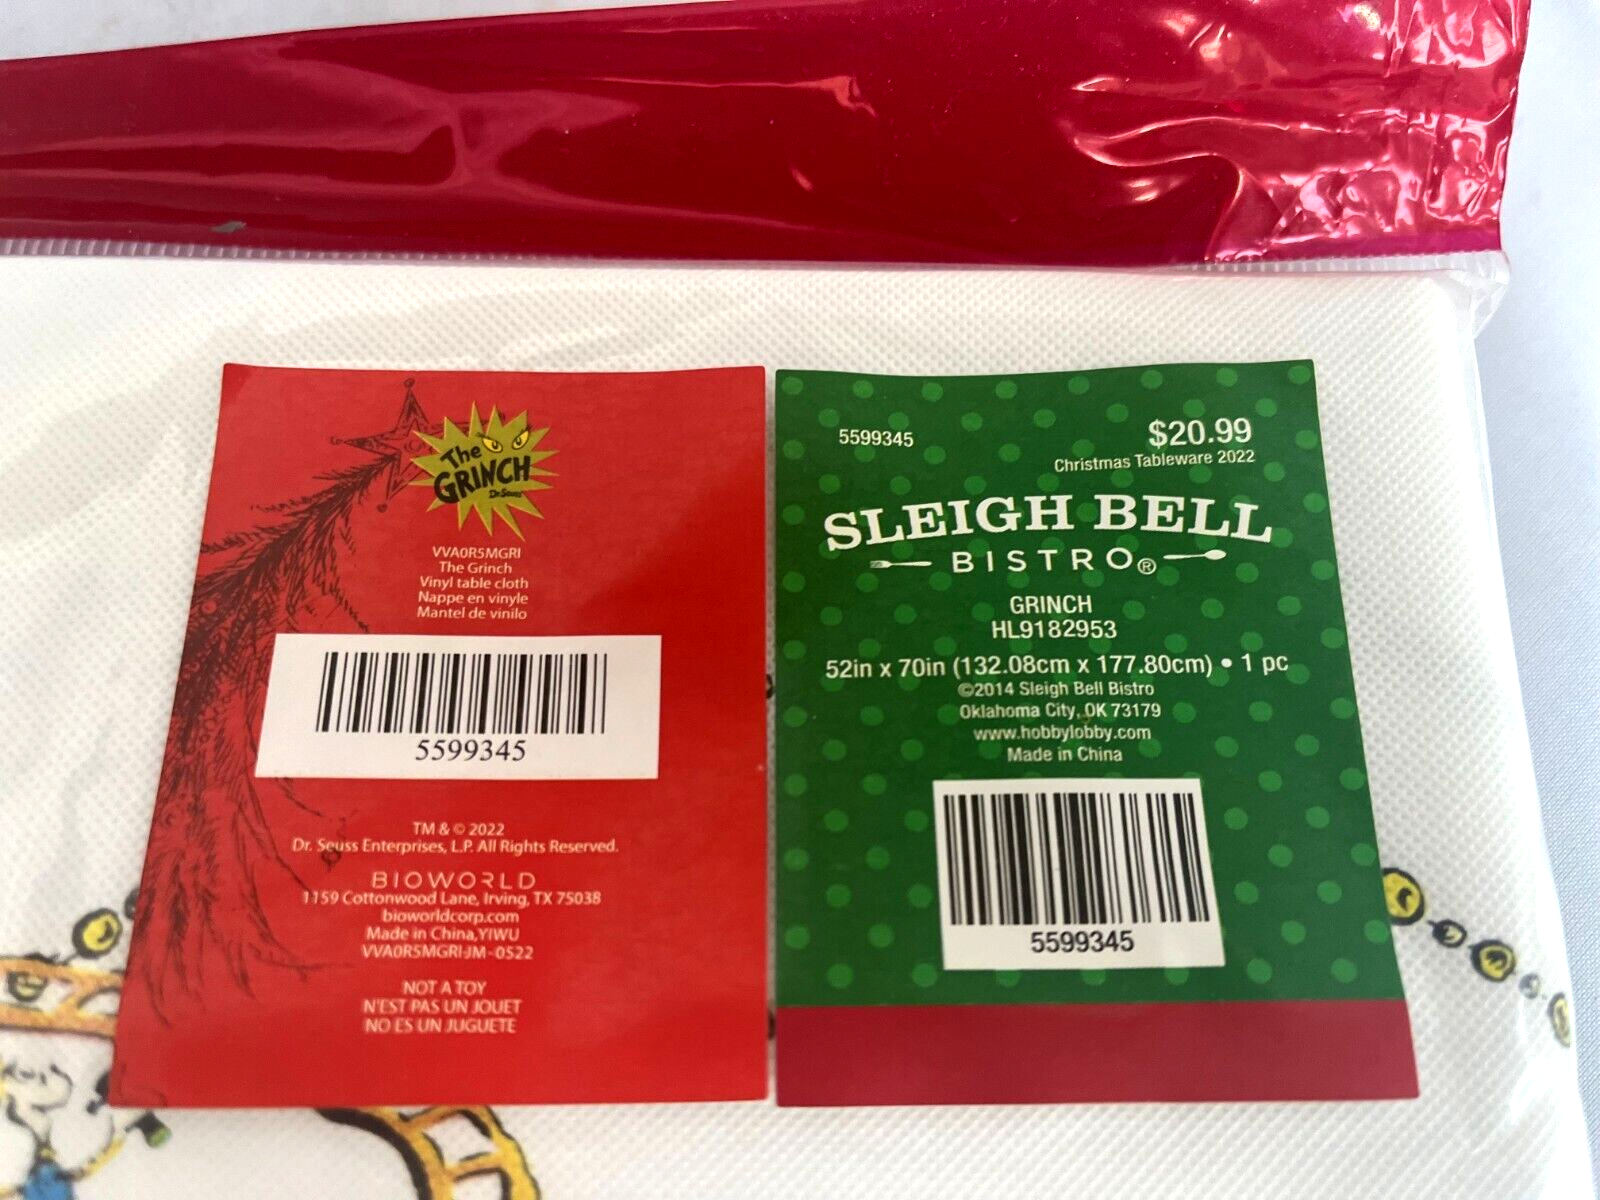 The
GRINCH
Dr. Seuss
VVA0R5MGRI
The Grinch
Vinyl table cloth
Nappe en vinyle
Mantel de vinilo
5599345
TM & © 2022
Dr. Seuss Enterprises, L.P. All Rights Reserved.
BIOWORLD
1159 Cottonwood Lane, Irving, TX 75038
bioworldcorp.com
Made in China,YIWU
VVA0R5MGRI-JM-0522
NOT A TOY
N'EST PAS UN JOUET
NO ES UN JUGUETE
5599345
$20.99
Christmas Tableware 2022
SLEIGH BELL
BISTRO®
GRINCH
HL9182953
52in x 70in (132.08cm x 177.80cm) • 1 pc
©2014 Sleigh Bell Bistro
Oklahoma City, OK 73179
www.hobbylobby.com
Made in China
5599345